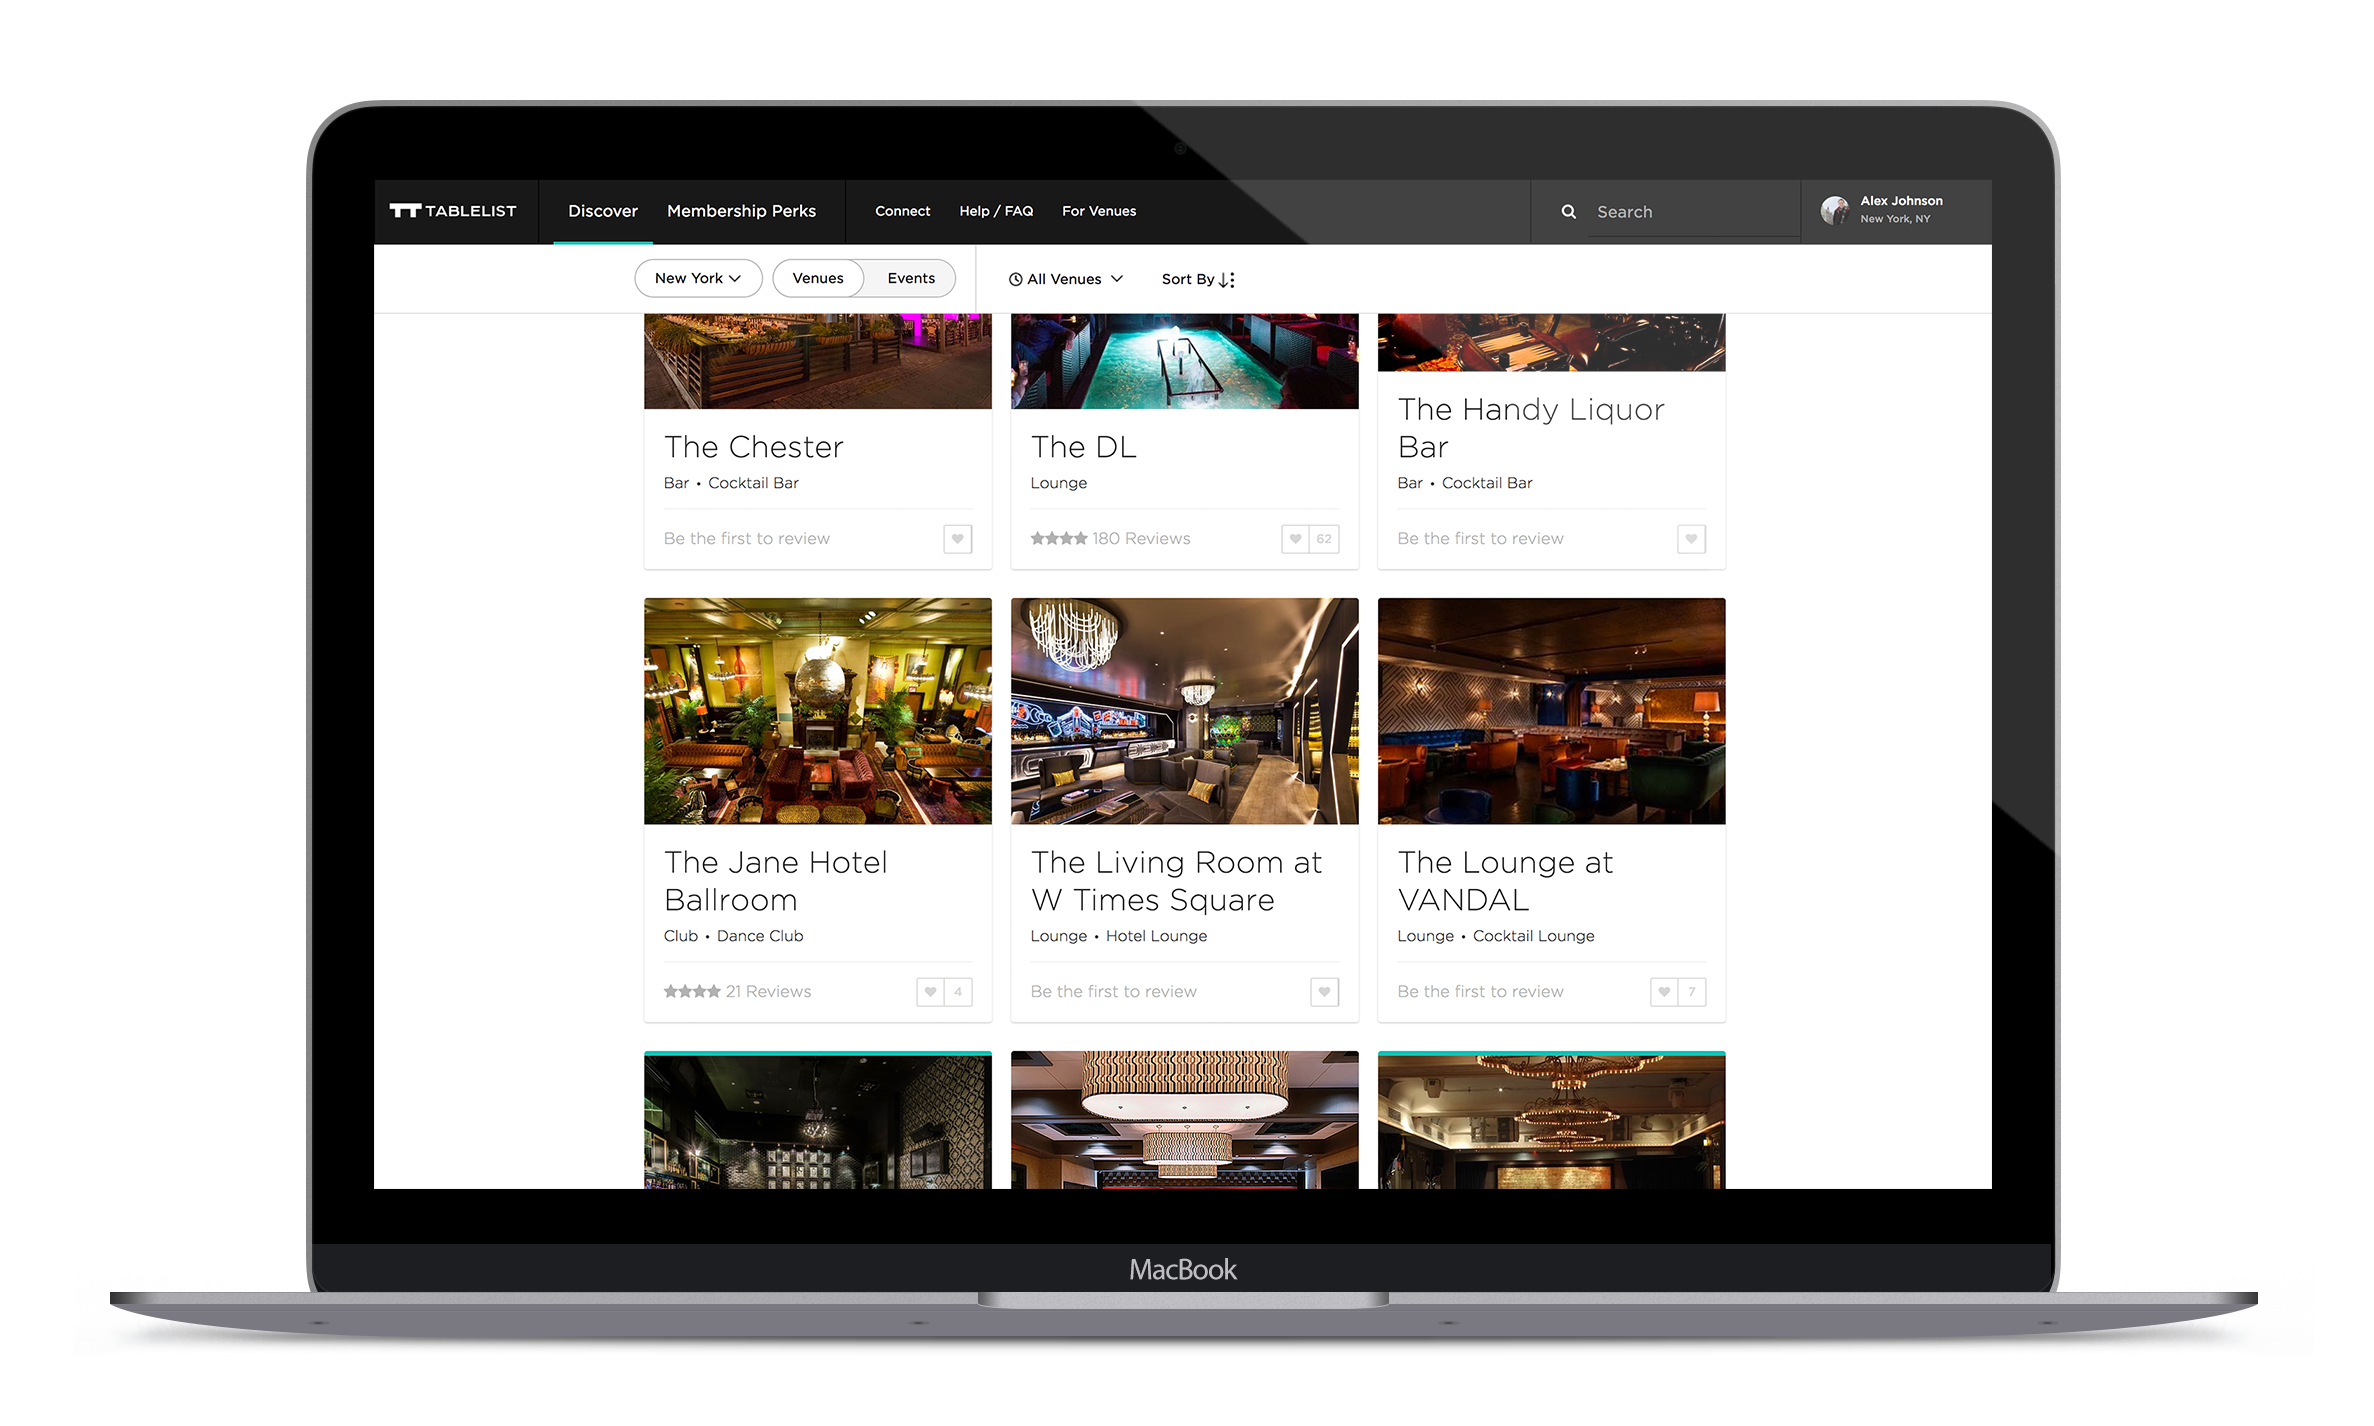 TABLELIST
Discover
Membership Perks
Connect
Help / FAQ
For Venues
Search
Alex Johnson
New York, NY
New York
Venues
Events
All Venues
Sort By
The Chester
Bar • Cocktail Bar
Be the first to review
The DL
Lounge
180 Reviews
62
The Handy Liquor
Bar
Bar • Cocktail Bar
Be the first to review
The Jane Hotel
Ballroom
Club • Dance Club
21 Reviews
4
The Living Room at
W Times Square
Lounge • Hotel Lounge
Be the first to review
The Lounge at
VANDAL
Lounge • Cocktail Lounge
Be the first to review
7
MacBook